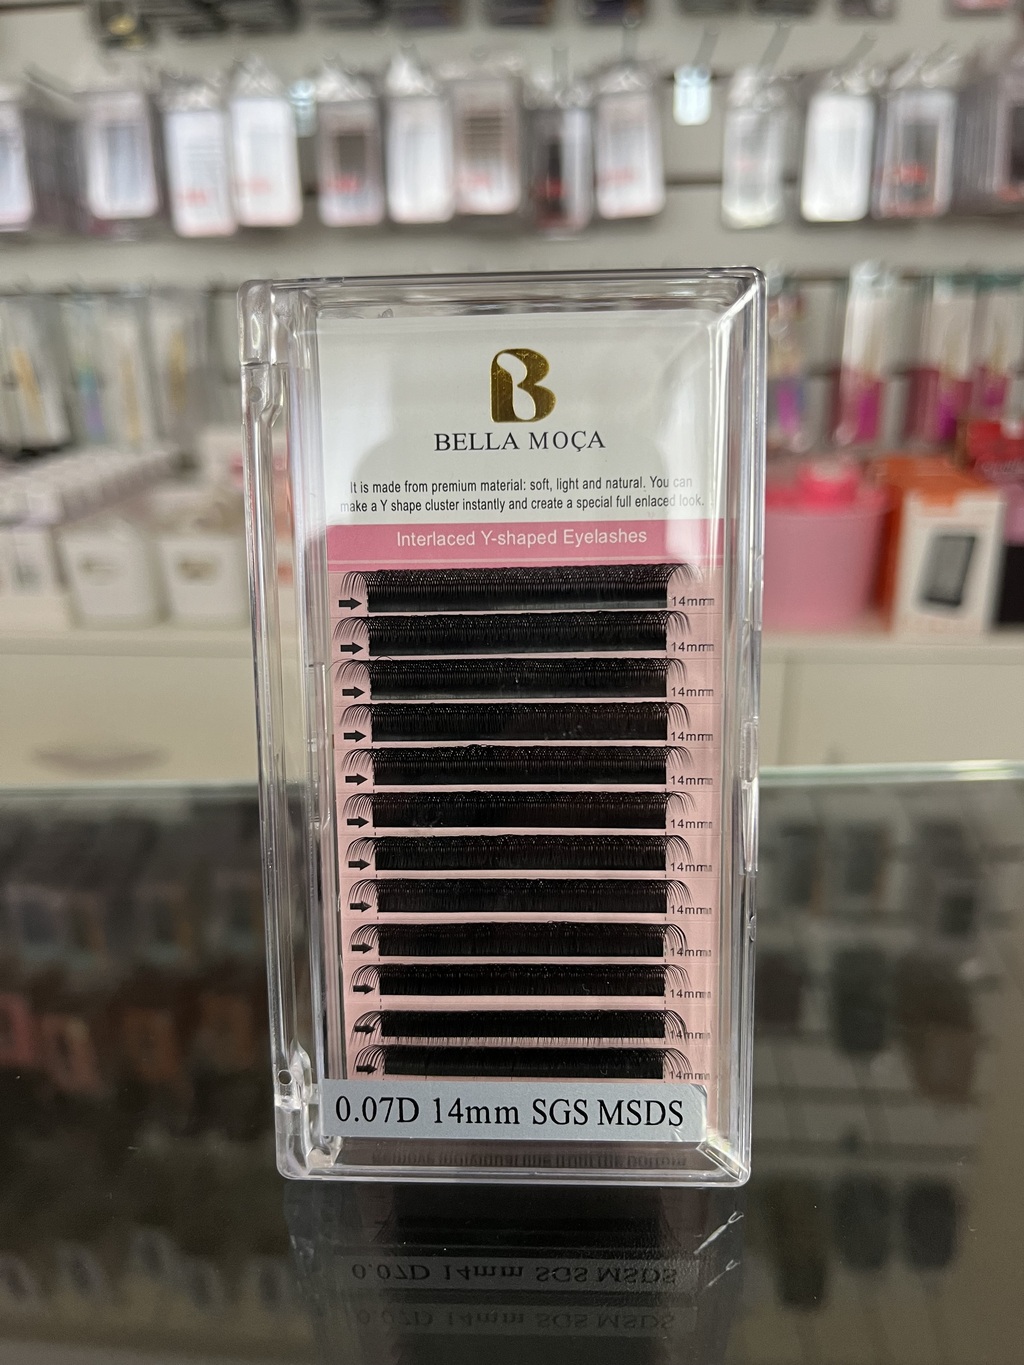 B
BELLA MOÇA
It is made from premium material: soft, light and natural. You can
make a Y shape cluster instantly and create a special full enlaced look.
Interlaced Y-shaped Eyelashes
14mm
14mm
14mm
14mm
14mm
14mm
14mm
14mm
14mm
14mm
14mm
14mm
0.07D 14mm SGS MSDS